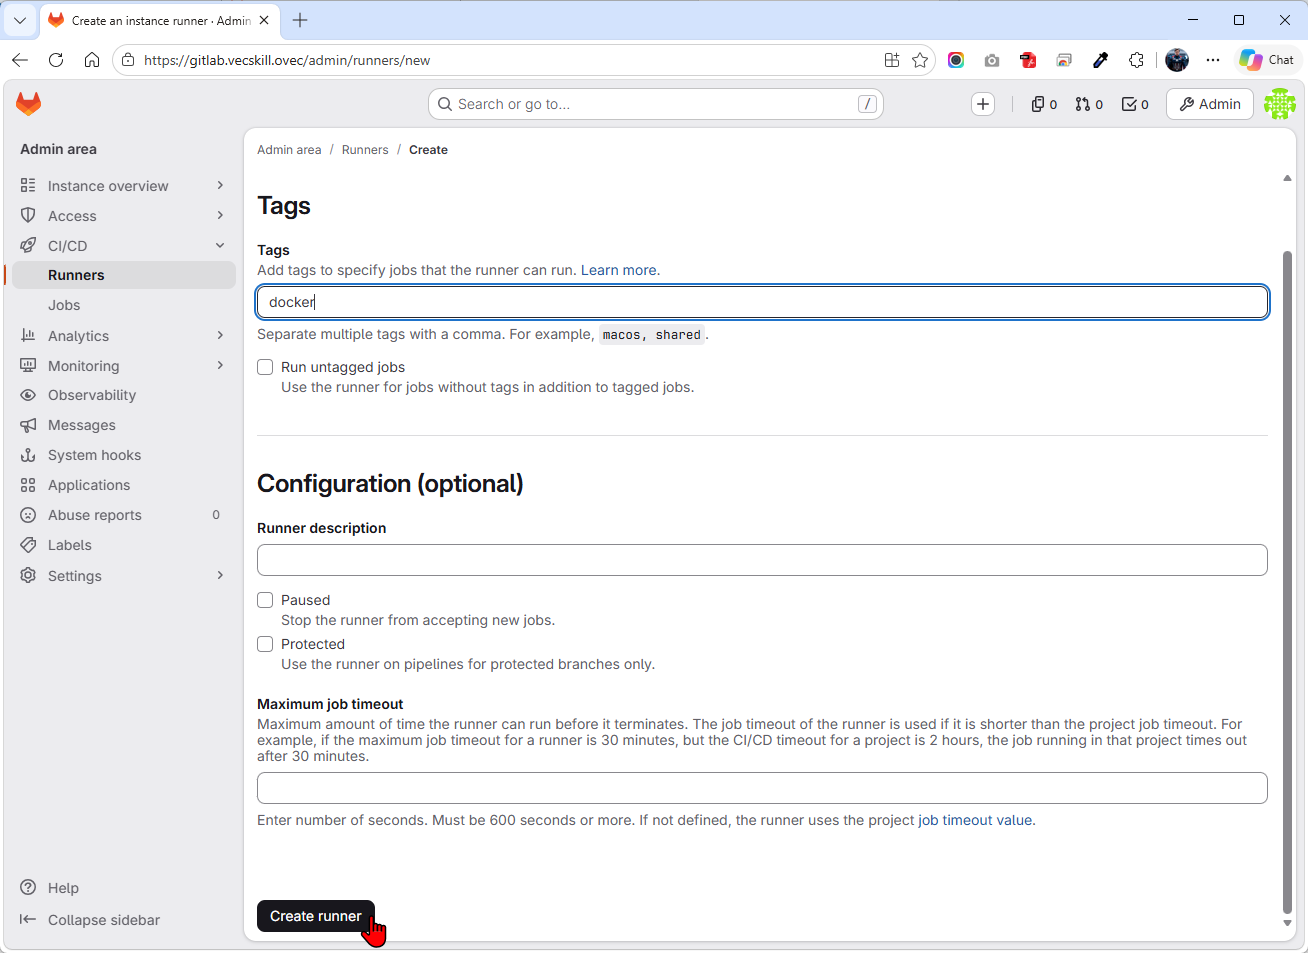 Create an instance runner · Admin
https://gitlab.vecskill.ovec/admin/runners/new
Chat
Search or go to...
/
0
0
0
Admin
Admin area
Instance overview
Access
CI/CD
Runners
Jobs
Analytics
Monitoring
Observability
Messages
System hooks
Applications
Abuse reports
0
Labels
Settings
Help
Collapse sidebar
Admin area / Runners / Create
Tags
Tags
Add tags to specify jobs that the runner can run. Learn more.
docker
Separate multiple tags with a comma. For example, macos, shared.
Run untagged jobs
Use the runner for jobs without tags in addition to tagged jobs.
Configuration (optional)
Runner description
Paused
Stop the runner from accepting new jobs.
Protected
Use the runner on pipelines for protected branches only.
Maximum job timeout
Maximum amount of time the runner can run before it terminates. The job timeout of the runner is used if it is shorter than the project job timeout. For
example, if the maximum job timeout for a runner is 30 minutes, but the CI/CD timeout for a project is 2 hours, the job running in that project times out
after 30 minutes.
Enter number of seconds. Must be 600 seconds or more. If not defined, the runner uses the project job timeout value.
Create runner